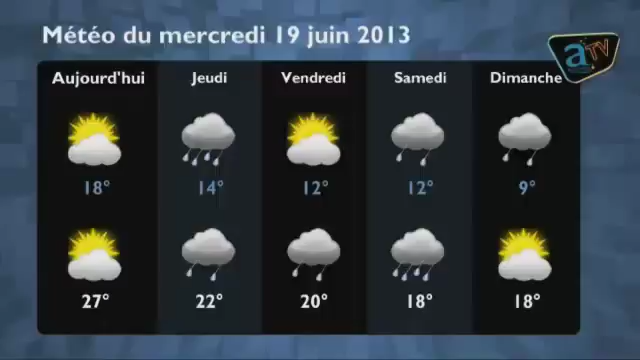 Météo du mercredi 19 juin 2013
aTV
Aujourd'hui Jeudi Vendredi Samedi Dimanche
18° 14° 12° 12° 9°
27° 22° 20° 18° 18°